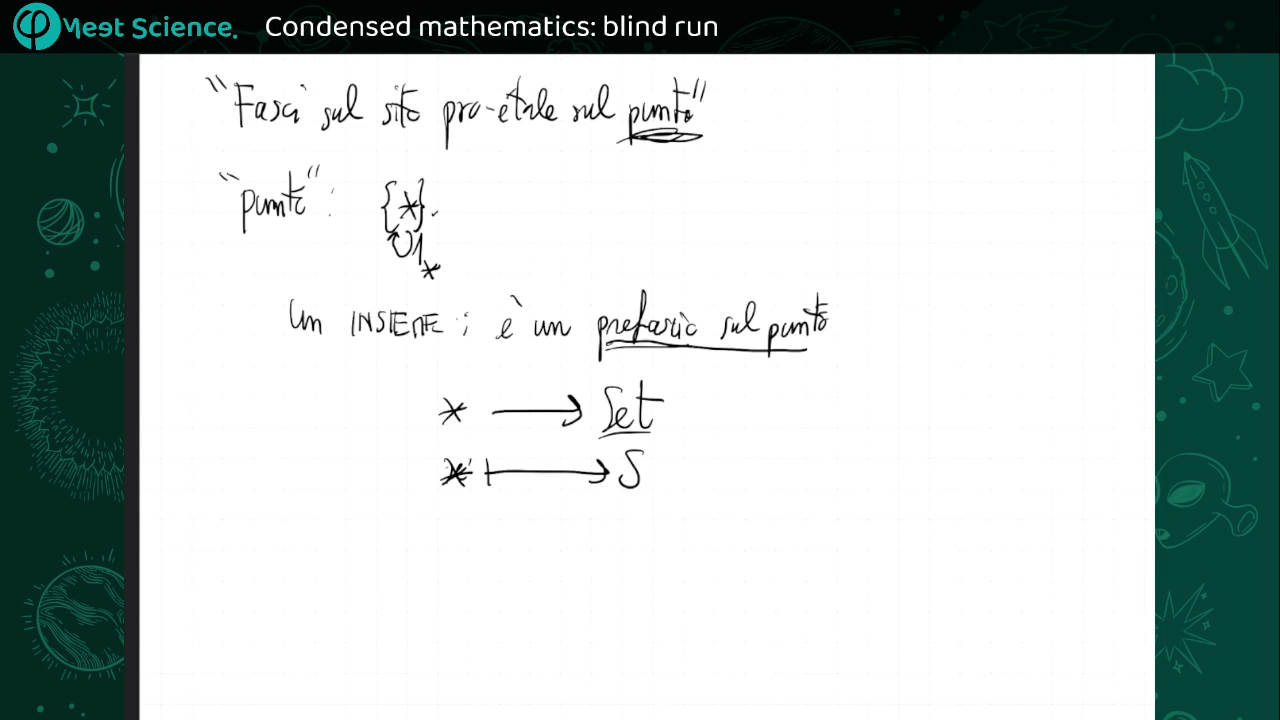 Meet Science.
Condensed mathematics: blind run
"Fasci sul sito pro-étale sul punto"
"punto": {*}.
1*
Un INSIEME: è un prefascio sul punto
* → Set
* ↦ S